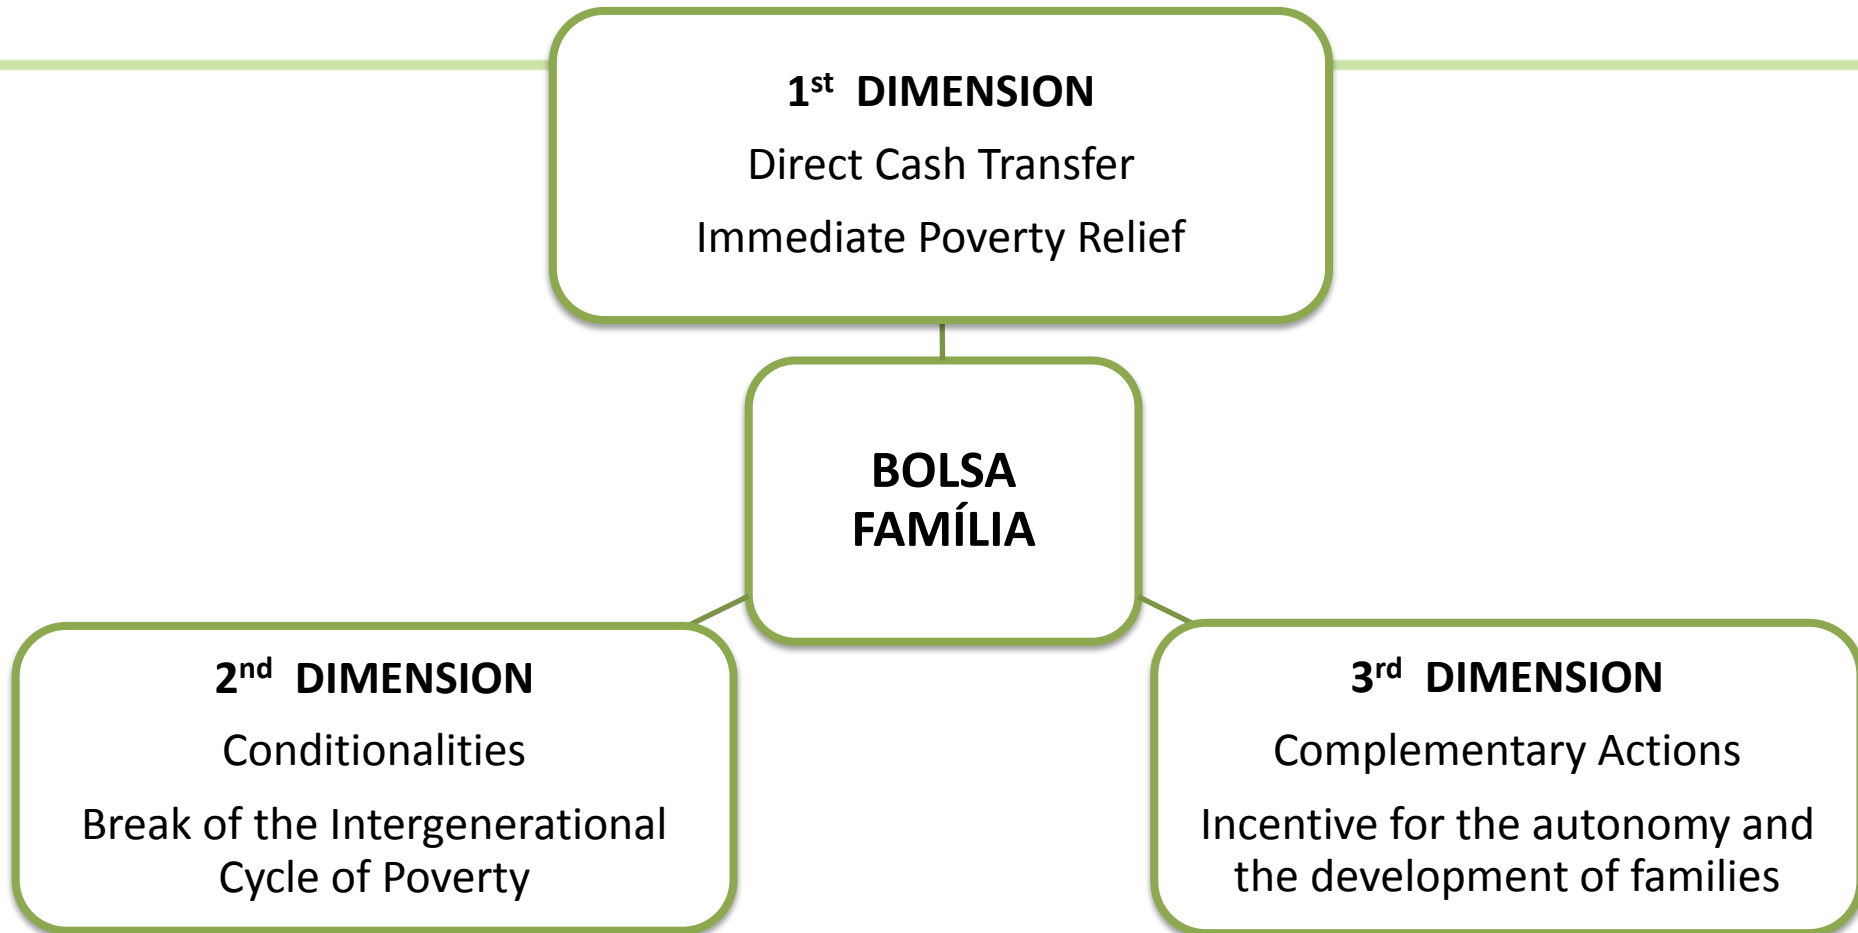 1st DIMENSION
Direct Cash Transfer
Immediate Poverty Relief
BOLSA
FAMÍLIA
2nd DIMENSION
Conditionalities
Break of the Intergenerational
Cycle of Poverty
3rd DIMENSION
Complementary Actions
Incentive for the autonomy and
the development of families